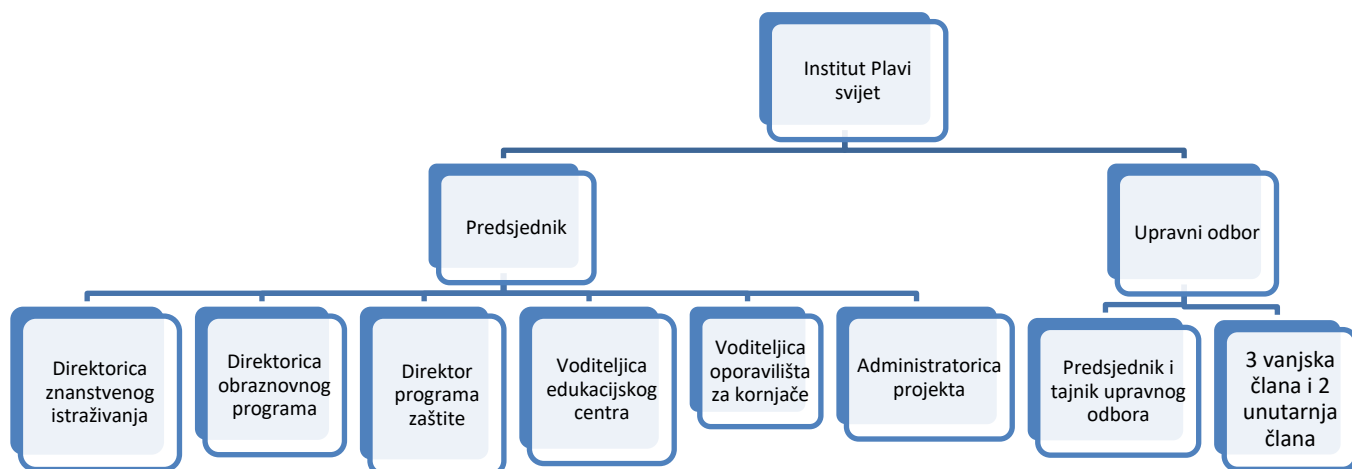 Institut Plavi
svijet
Predsjednik
Upravni odbor
Direktorica
znanstvenog
istraživanja
Direktorica
obraznovnog
programa
Direktor
programa
zaštite
Voditeljica
edukacijskog
centra
Voditeljica
oporavilišta
za kornjače
Administratorica
projekta
Predsjednik i
tajnik upravnog
odbora
3 vanjska
člana i 2
unutarnja
člana